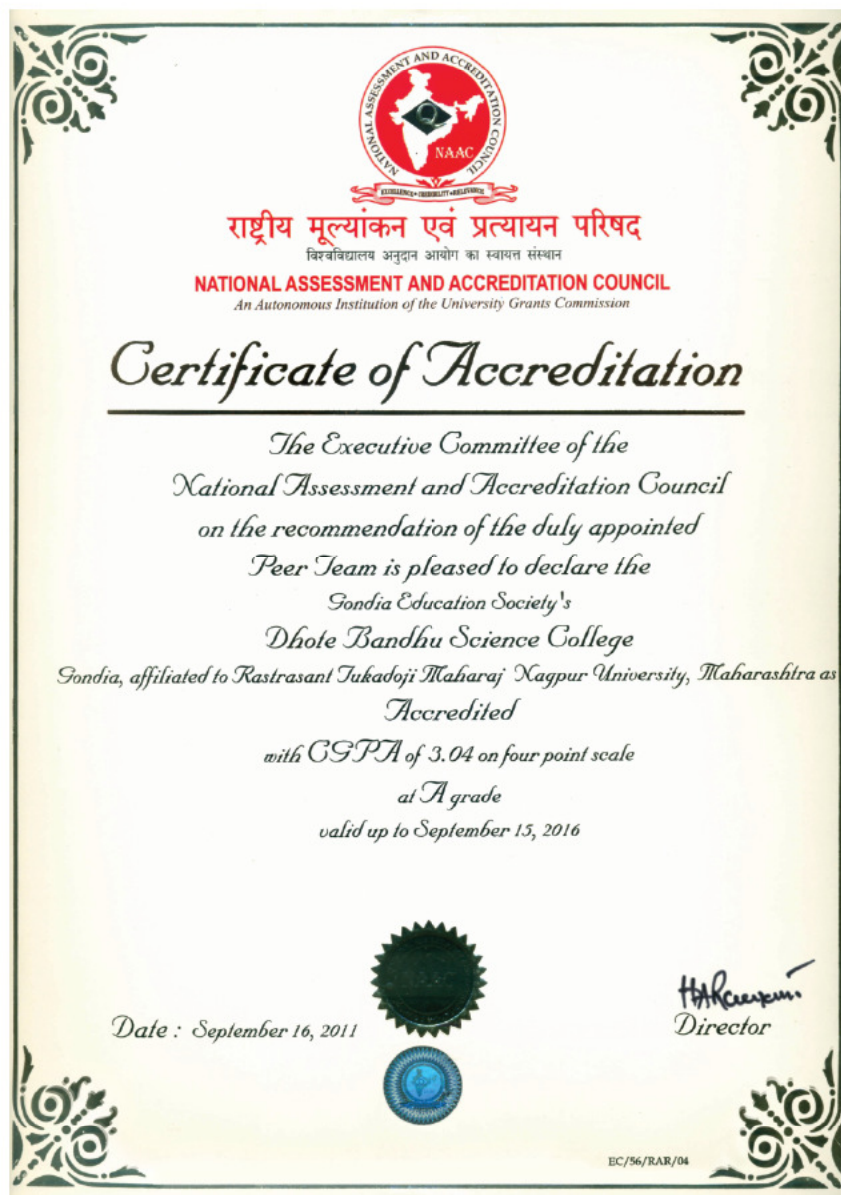 NATIONAL ASSESSMENT AND ACCREDITATION COUNCIL
Q
NAAC
EXCELLENCE • CREDIBILITY • RELEVANCE
राष्ट्रीय मूल्यांकन एवं प्रत्यायन परिषद
विश्वविद्यालय अनुदान आयोग का स्वायत्त संस्थान
NATIONAL ASSESSMENT AND ACCREDITATION COUNCIL
An Autonomous Institution of the University Grants Commission
Certificate of Accreditation
The Executive Committee of the
National Assessment and Accreditation Council
on the recommendation of the duly appointed
Peer Team is pleased to declare the
Gondia Education Society's
Dhote Bandhu Science College
Gondia, affiliated to Rastrasant Tukadoji Maharaj Nagpur University, Maharashtra as
Accredited
with CGPA of 3.04 on four point scale
at A grade
valid up to September 15, 2016
Date : September 16, 2011
Director
EC/56/RAR/04